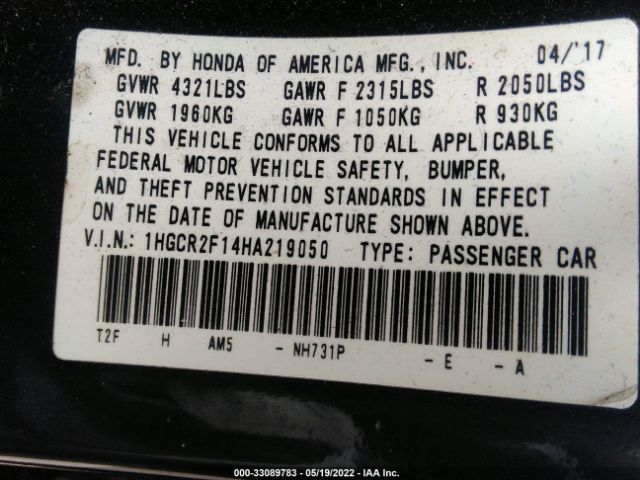 MFD. BY HONDA OF AMERICA MFG., INC. 04/'17
GVWR 4321LBS GAWR F 2315LBS R 2050LBS
GVWR 1960KG GAWR F 1050KG R 930KG
THIS VEHICLE CONFORMS TO ALL APPLICABLE
FEDERAL MOTOR VEHICLE SAFETY, BUMPER,
AND THEFT PREVENTION STANDARDS IN EFFECT
ON THE DATE OF MANUFACTURE SHOWN ABOVE.
V.I.N.: 1HGCR2F14HA219050 TYPE: PASSENGER CAR
T2F H AM5 - NH731P - E - A
000-33089783 - 05/19/2022 - IAA Inc.